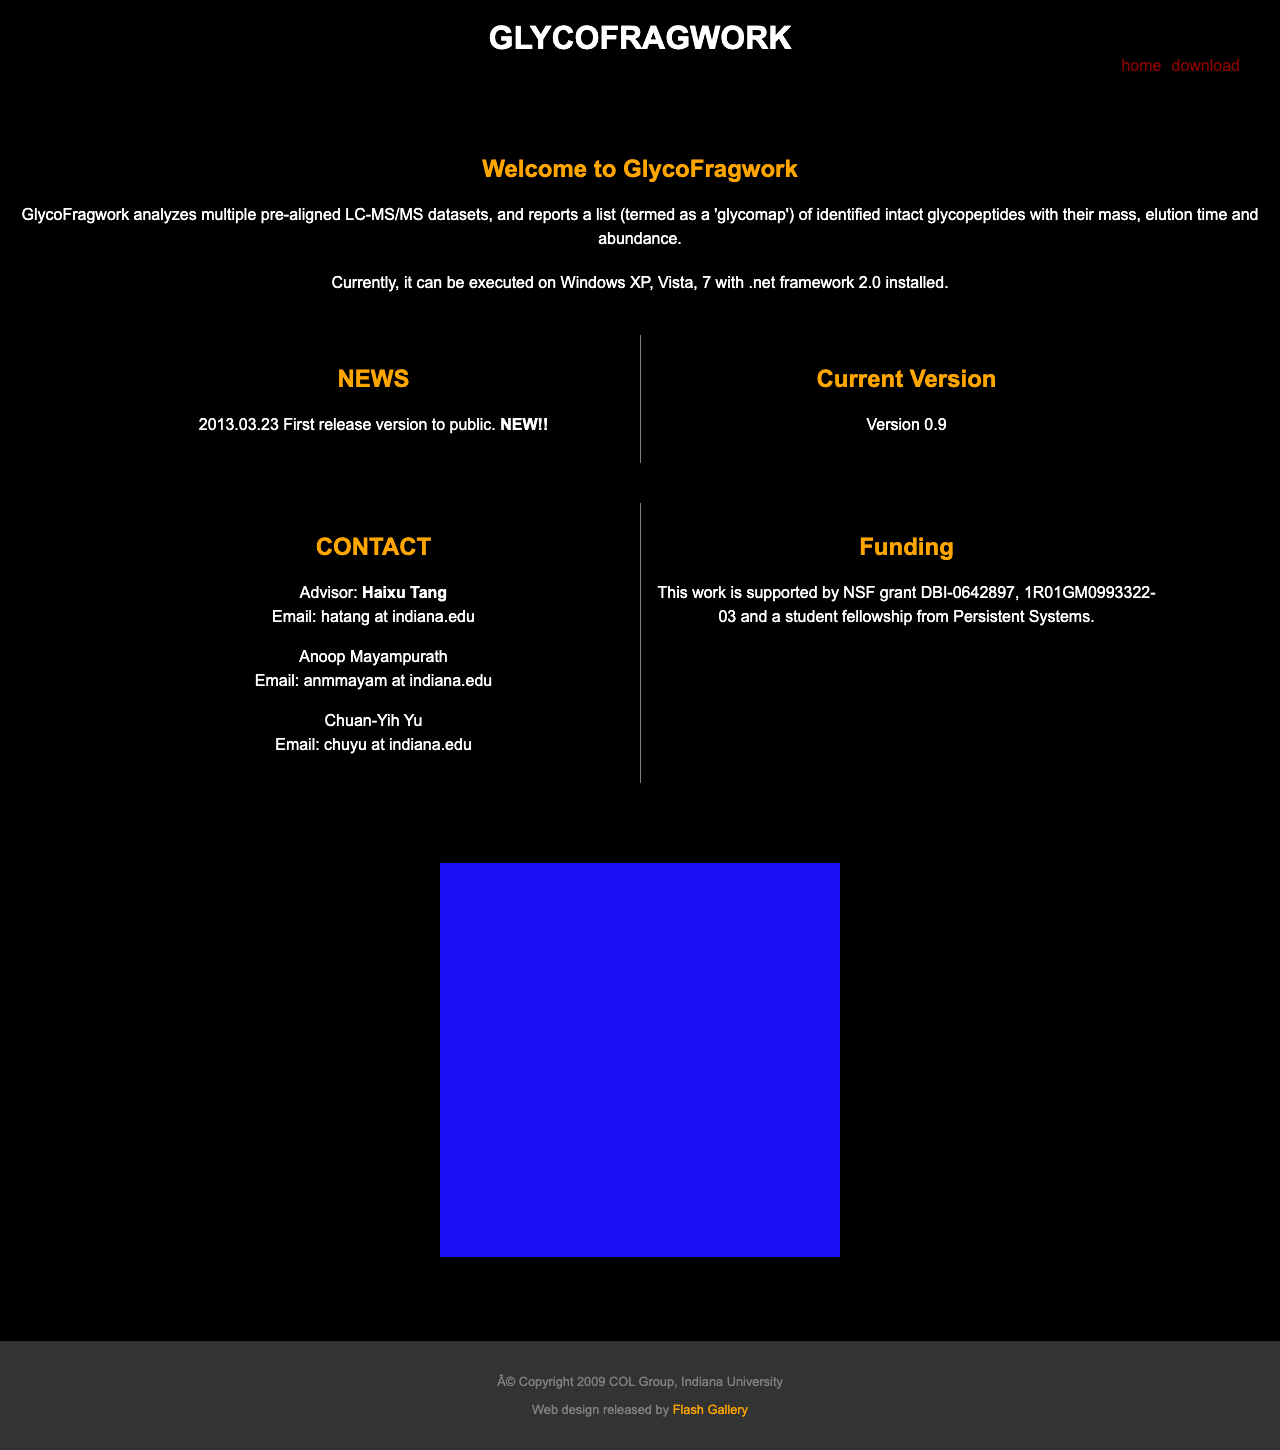 GLYCOFRAGWORK
home download
Welcome to GlycoFragwork
GlycoFragwork analyzes multiple pre-aligned LC-MS/MS datasets, and reports a list (termed as a 'glycomap') of identified intact glycopeptides with their mass, elution time and
abundance.
Currently, it can be executed on Windows XP, Vista, 7 with .net framework 2.0 installed.
NEWS
2013.03.23 First release version to public. NEW!!
Current Version
Version 0.9
CONTACT
Advisor: Haixu Tang
Email: hatang at indiana.edu
Anoop Mayampurath
Email: anmmayam at indiana.edu
Chuan-Yih Yu
Email: chuyu at indiana.edu
Funding
This work is supported by NSF grant DBI-0642897, 1R01GM0993322-
03 and a student fellowship from Persistent Systems.
Â© Copyright 2009 COL Group, Indiana University
Web design released by Flash Gallery